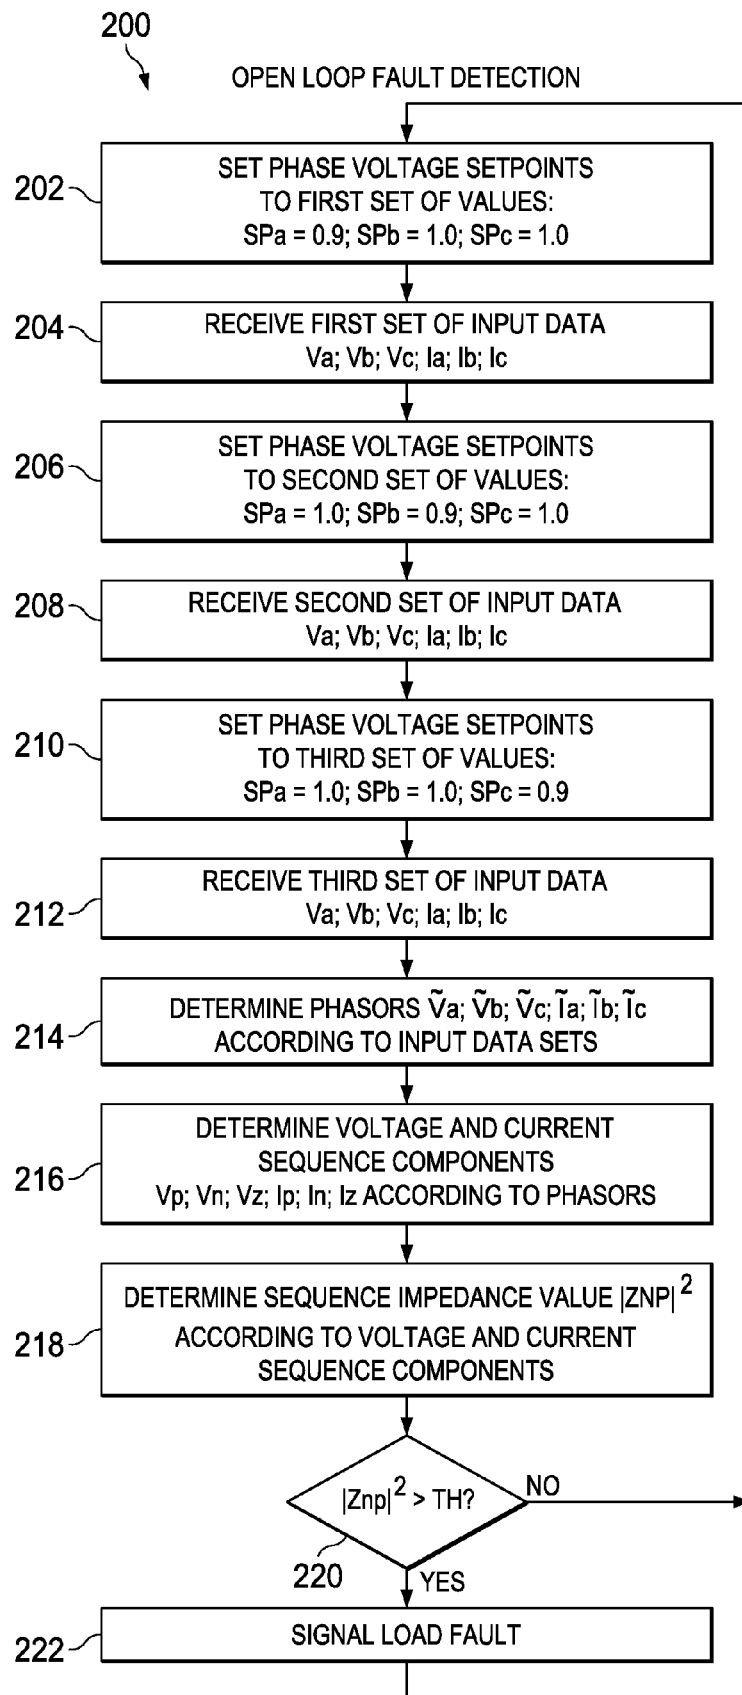 200
OPEN LOOP FAULT DETECTION
202
SET PHASE VOLTAGE SETPOINTS
TO FIRST SET OF VALUES:
SPa = 0.9; SPb = 1.0; SPc = 1.0
204
RECEIVE FIRST SET OF INPUT DATA
Va; Vb; Vc; Ia; Ib; Ic
206
SET PHASE VOLTAGE SETPOINTS
TO SECOND SET OF VALUES:
SPa = 1.0; SPb = 0.9; SPc = 1.0
208
RECEIVE SECOND SET OF INPUT DATA
Va; Vb; Vc; Ia; Ib; Ic
210
SET PHASE VOLTAGE SETPOINTS
TO THIRD SET OF VALUES:
SPa = 1.0; SPb = 1.0; SPc = 0.9
212
RECEIVE THIRD SET OF INPUT DATA
Va; Vb; Vc; Ia; Ib; Ic
214
DETERMINE PHASORS Ṽa; Ṽb; Ṽc; Ĩa; Ĩb; Ĩc
ACCORDING TO INPUT DATA SETS
216
DETERMINE VOLTAGE AND CURRENT
SEQUENCE COMPONENTS
Vp; Vn; Vz; Ip; In; Iz ACCORDING TO PHASORS
218
DETERMINE SEQUENCE IMPEDANCE VALUE |ZNP|²
ACCORDING TO VOLTAGE AND CURRENT
SEQUENCE COMPONENTS
|Znp|² > TH?
NO
220
YES
222
SIGNAL LOAD FAULT